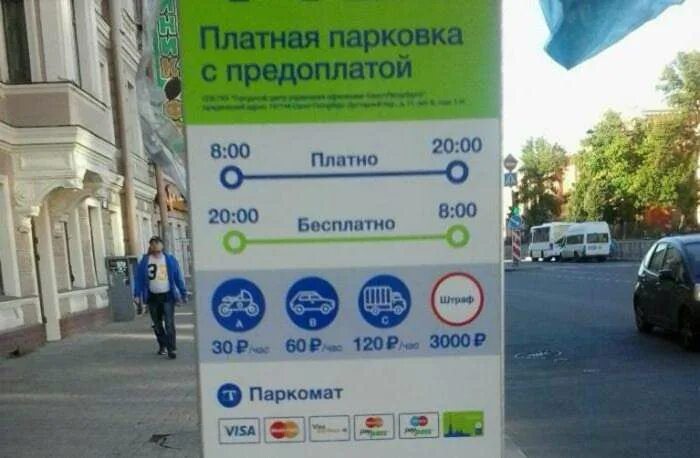 Платная парковка
с предоплатой
8:00 Платно 20:00
20:00 Бесплатно 8:00
A B C Штраф
30 ₽/час 60 ₽/час 120 ₽/час 3000 ₽
T Паркомат
VISA
3